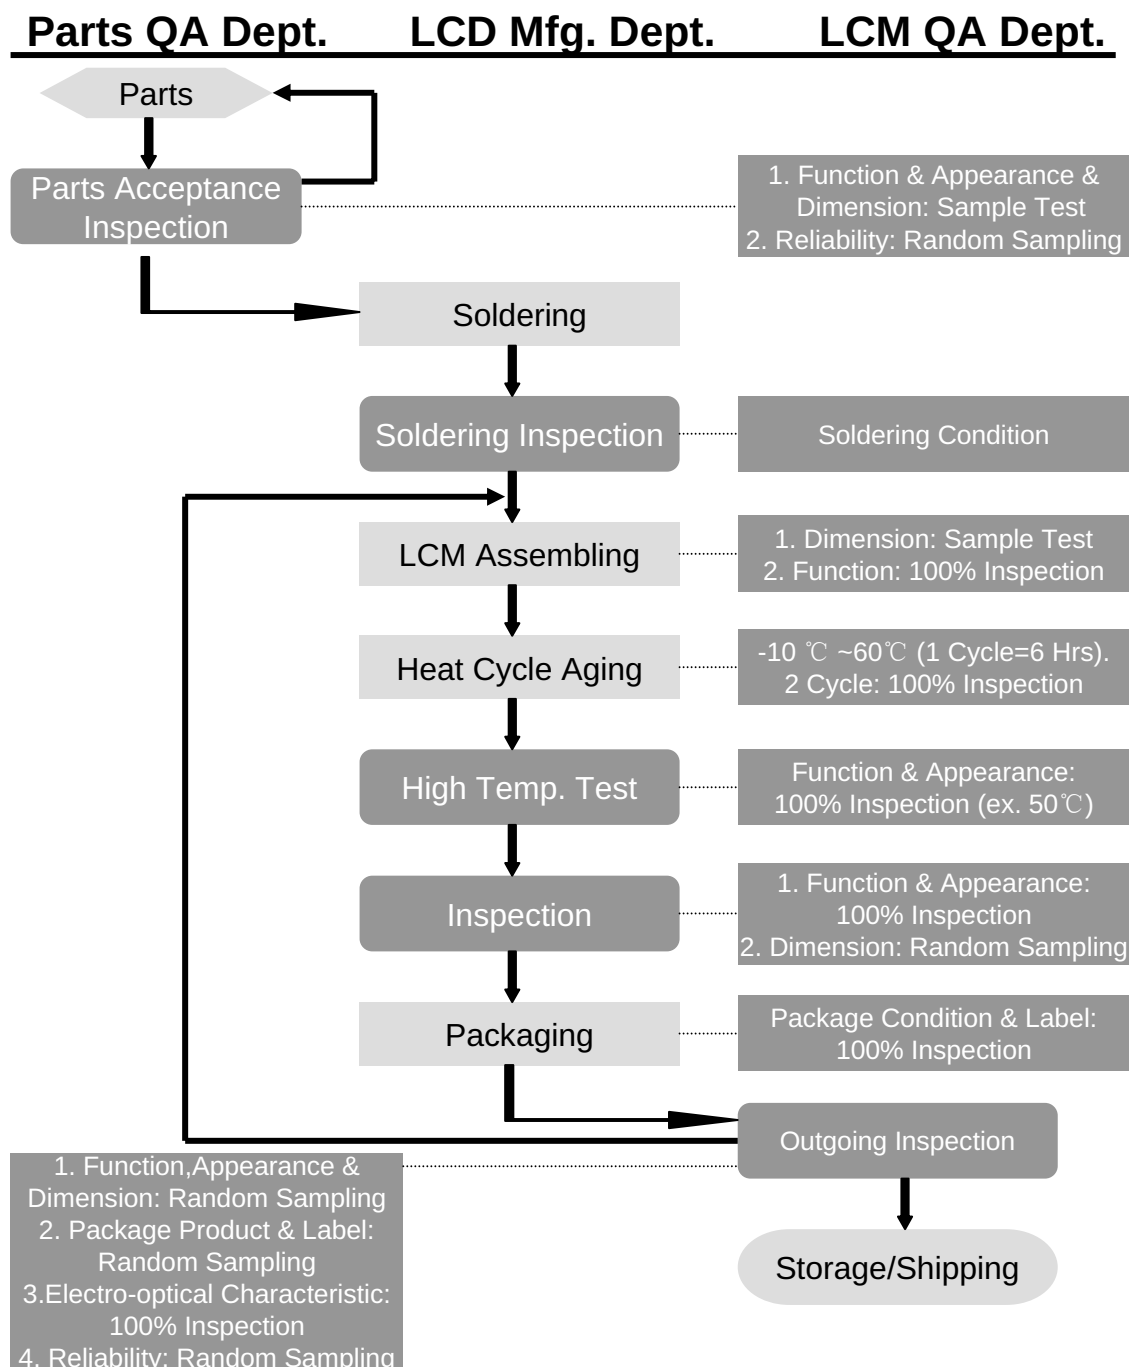 Parts QA Dept.
LCD Mfg. Dept.
LCM QA Dept.
Parts
Parts Acceptance
Inspection
1. Function & Appearance &
Dimension: Sample Test
2. Reliability: Random Sampling
Soldering
Soldering Inspection
Soldering Condition
LCM Assembling
1. Dimension: Sample Test
2. Function: 100% Inspection
Heat Cycle Aging
-10 ℃ ~60℃ (1 Cycle=6 Hrs).
2 Cycle: 100% Inspection
High Temp. Test
Function & Appearance:
100% Inspection (ex. 50℃)
Inspection
1. Function & Appearance:
100% Inspection
2. Dimension: Random Sampling
Packaging
Package Condition & Label:
100% Inspection
Outgoing Inspection
1. Function,Appearance &
Dimension: Random Sampling
2. Package Product & Label:
Random Sampling
3.Electro-optical Characteristic:
100% Inspection
4. Reliability: Random Sampling
Storage/Shipping